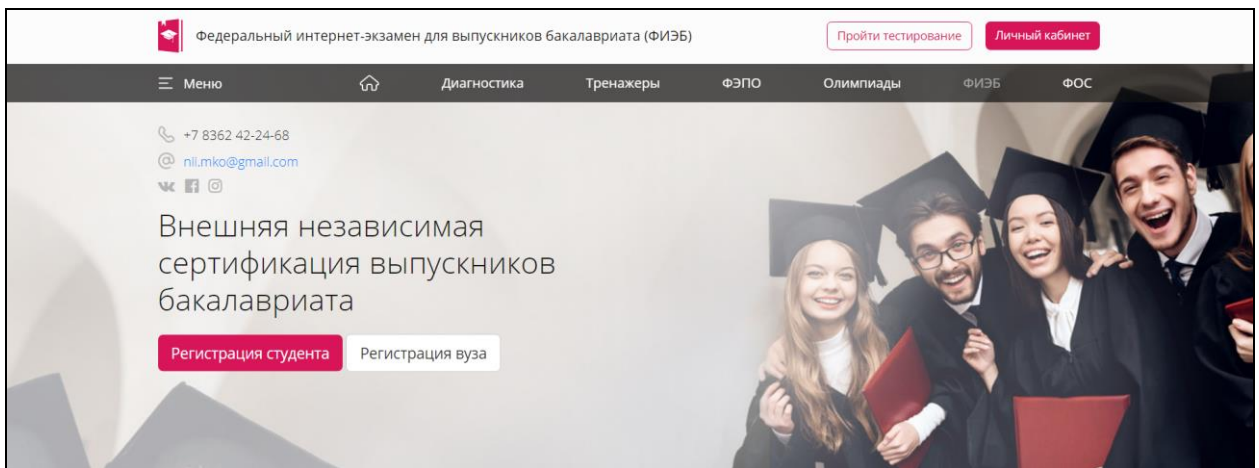 Федеральный интернет-экзамен для выпускников бакалавриата (ФИЭБ)
Пройти тестирование
Личный кабинет
Меню
Диагностика
Тренажеры
ФЭПО
Олимпиады
ФИЭБ
ФОС
+7 8362 42-24-68
nii.mko@gmail.com
Внешняя независимая
сертификация выпускников
бакалавриата
Регистрация студента
Регистрация вуза